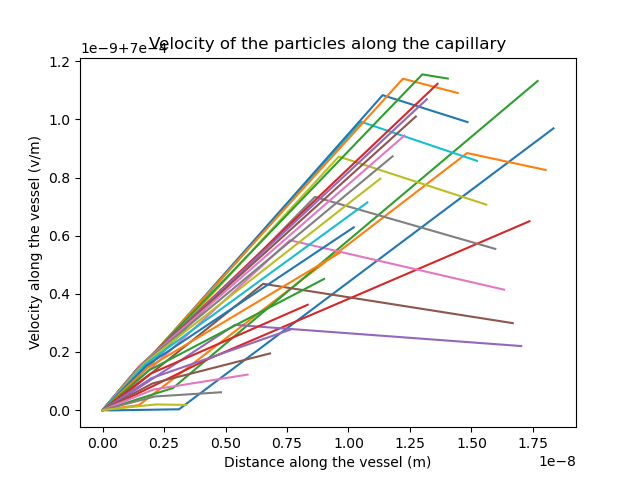 Velocity of the particles along the capillary
1e−9+7e−4
1.2
1.0
0.8
0.6
0.4
0.2
0.0
Velocity along the vessel (v/m)
0.00 0.25 0.50 0.75 1.00 1.25 1.50 1.75
1e−8
Distance along the vessel (m)